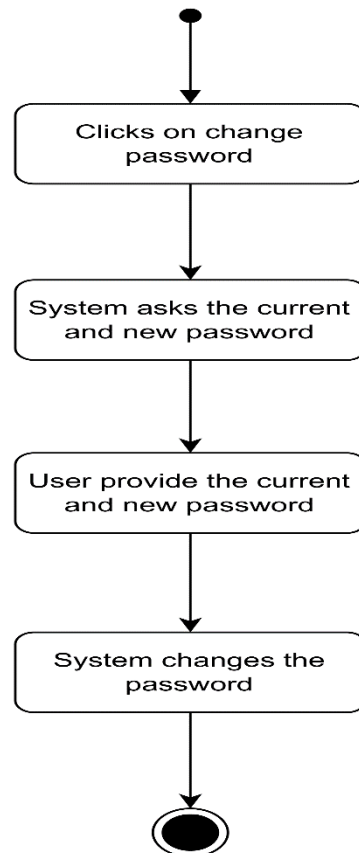 Clicks on change
password
System asks the current
and new password
User provide the current
and new password
System changes the
password